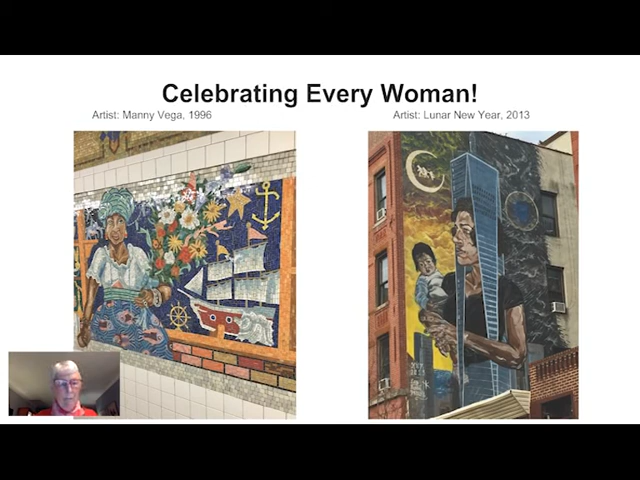 Celebrating Every Woman!
Artist: Manny Vega, 1996
Artist: Lunar New Year, 2013